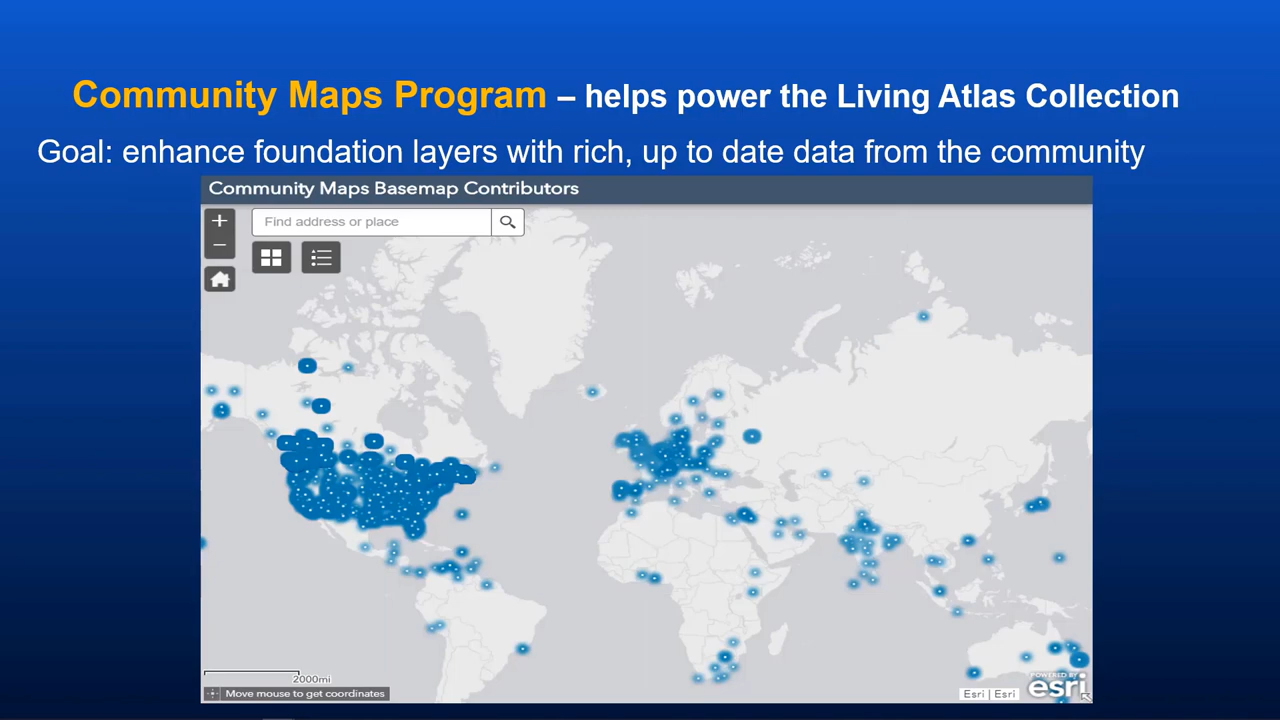 Community Maps Program – helps power the Living Atlas Collection
Goal: enhance foundation layers with rich, up to date data from the community
Community Maps Basemap Contributors
+
Find address or place
−
2000mi
Move mouse to get coordinates
Esri | Esri
POWERED BY
esri